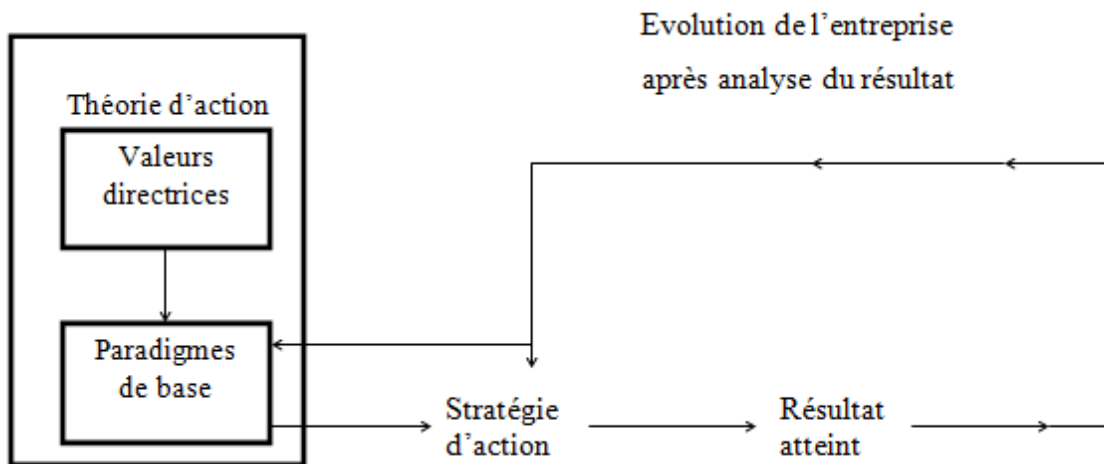 Evolution de l'entreprise
après analyse du résultat
Théorie d'action
Valeurs
directrices
Paradigmes
de base
Stratégie
d'action
Résultat
atteint